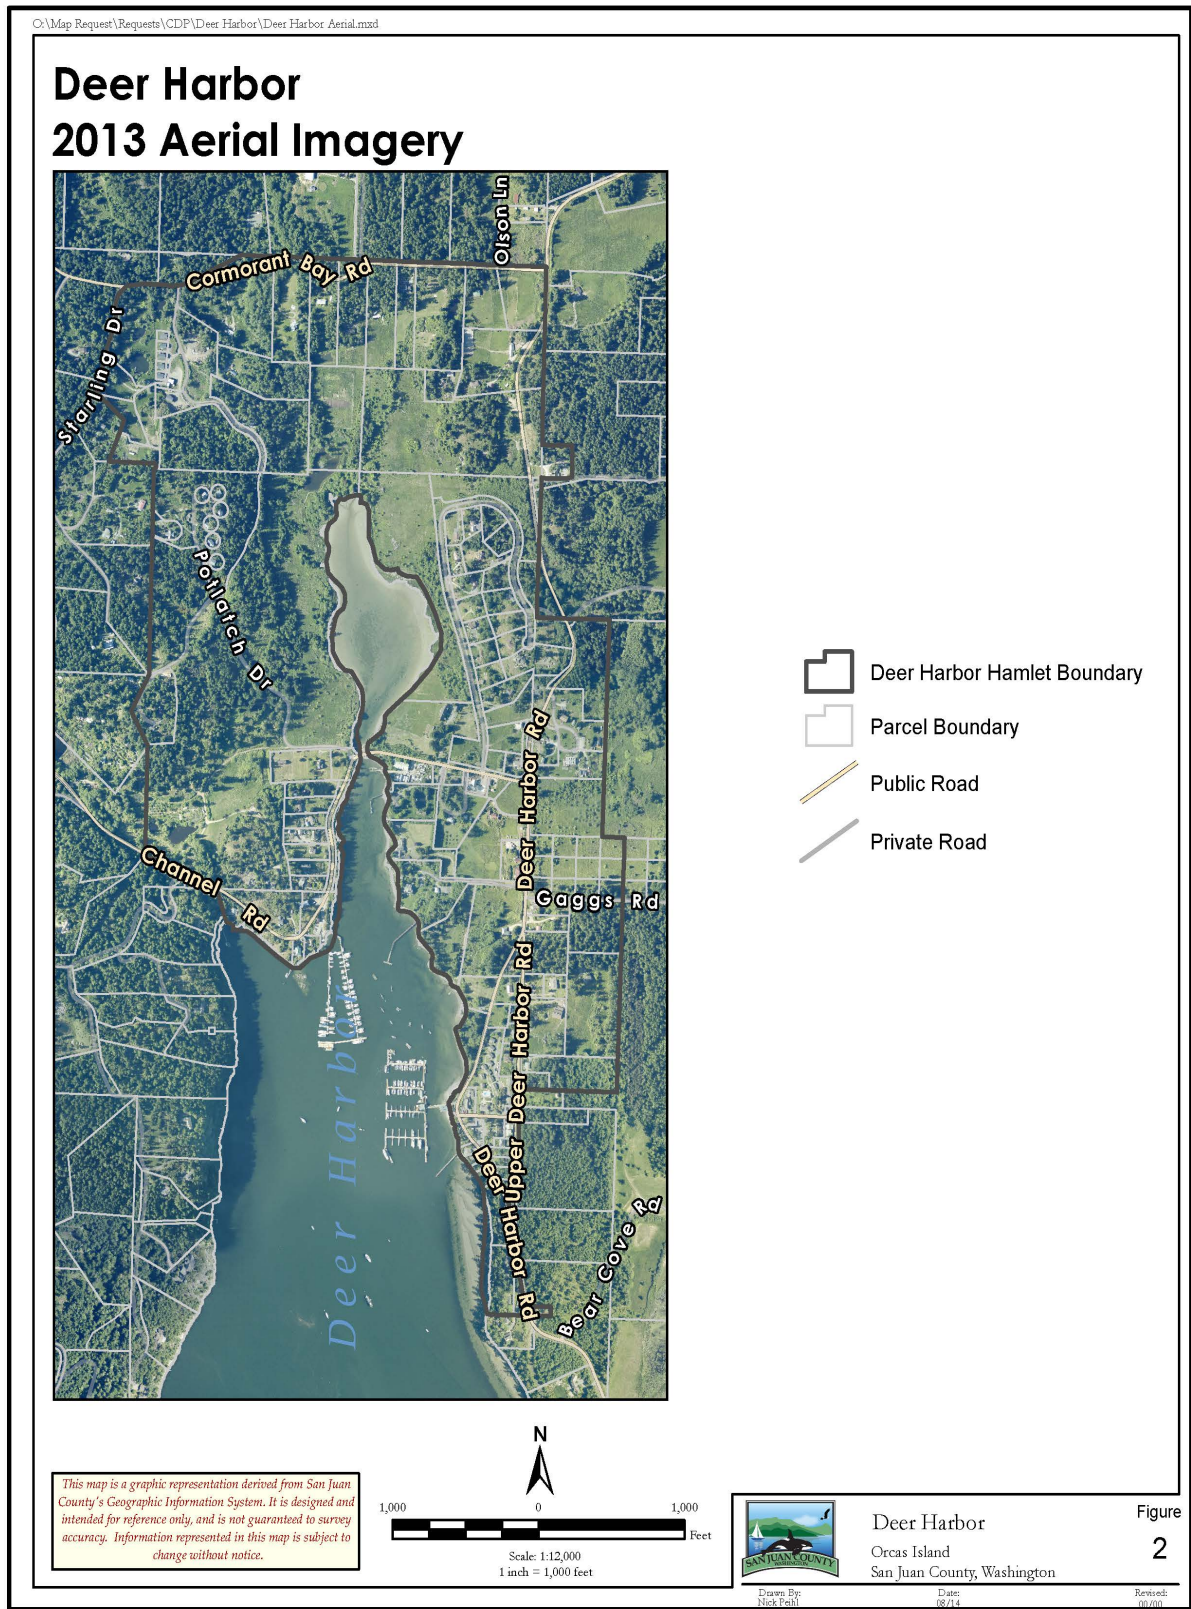 O:\Map Request\Requests\CDP\Deer Harbor\Deer Harbor Aerial.mxd
Deer Harbor
2013 Aerial Imagery
Olson Ln
Cormorant Bay Rd
Starling Dr
Potlatch Dr
Deer Harbor Rd
Channel Rd
Gaggs Rd
Upper Deer Harbor Rd
Deer Harbor
Deer Harbor Rd
Bear Cove Rd
Deer Harbor Hamlet Boundary
Parcel Boundary
Public Road
Private Road
N
This map is a graphic representation derived from San Juan
County's Geographic Information System. It is designed and
intended for reference only, and is not guaranteed to survey
accuracy. Information represented in this map is subject to
change without notice.
1,000 0 1,000
Feet
Scale: 1:12,000
1 inch = 1,000 feet
SAN JUAN COUNTY
WASHINGTON
Deer Harbor
Orcas Island
San Juan County, Washington
Figure
2
Drawn By:
Nick Peihl
Date:
08/14
Revised:
00/00